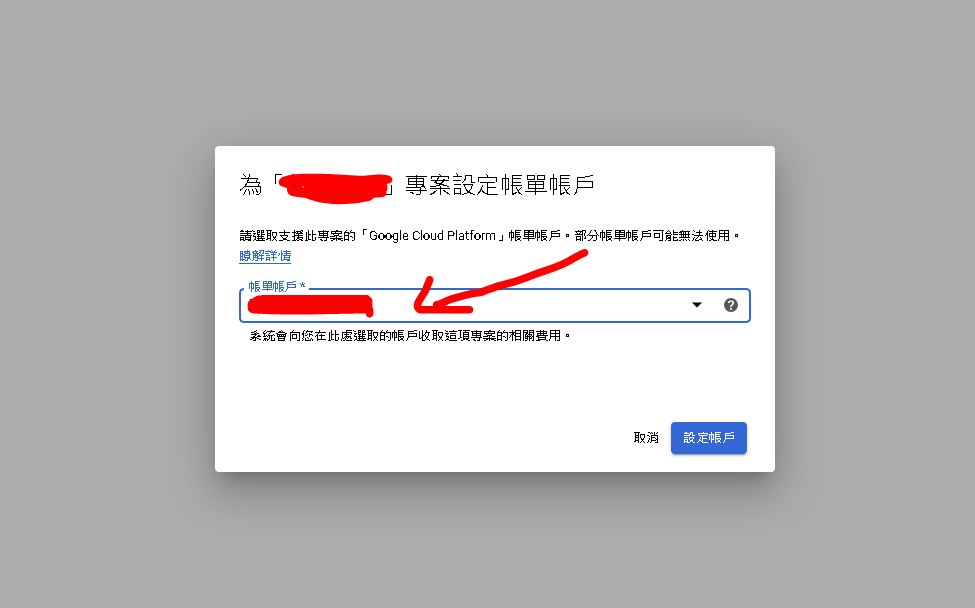 為「 」專案設定帳單帳戶
請選取支援此專案的「Google Cloud Platform」帳單帳戶。部分帳單帳戶可能無法使用。
瞭解詳情
帳單帳戶 *
系統會向您在此處選取的帳戶收取這項專案的相關費用。
取消 設定帳戶